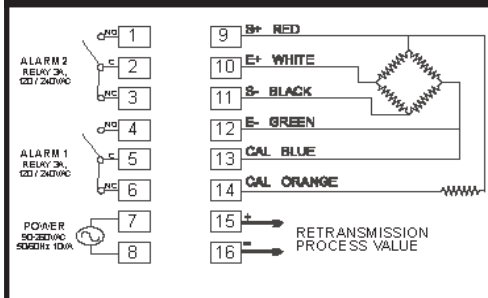 NO 1
ALARM 2
RELAY 3A,
120 / 240VAC
C 2
NC 3
NO 4
ALARM 1
RELAY 3A,
120 / 240VAC
C 5
NC 6
POWER
90-260VAC
50/60Hz 10VA
7
8
9 S+ RED
10 E+ WHITE
11 S- BLACK
12 E- GREEN
13 CAL BLUE
14 CAL ORANGE
15 +
16 -
RETRANSMISSION
PROCESS VALUE